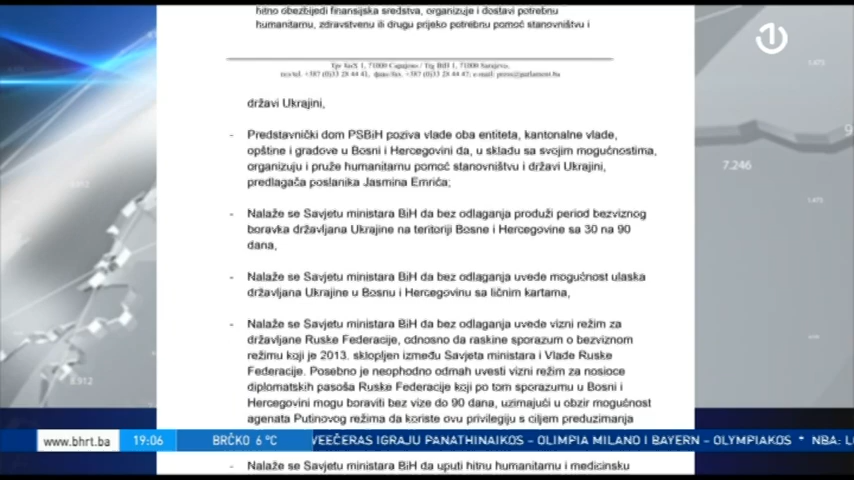 hitno obezbijedi finansijska sredstva, organizuje i dostavi potrebnu
humanitarnu, zdravstvenu ili drugu prijeko potrebnu pomoć stanovništvu i
71000 Sarajevo
državi Ukrajini,
- Predstavnički dom PSBiH poziva vlade oba entiteta, kantonalne vlade,
opštine i gradove u Bosni i Hercegovini da, u skladu sa svojim mogućnostima,
organizuju i pruže humanitarnu pomoć stanovništvu i državi Ukrajini,
predlagača poslanika Jasmina Emrića;
- Nalaže se Savjetu ministara BiH da bez odlaganja produži period bezviznog
boravka državljana Ukrajine na teritoriji Bosne i Hercegovine sa 30 na 90
dana,
- Nalaže se Savjetu ministara BiH da bez odlaganja uvede mogućnost ulaska
državljana Ukrajine u Bosnu i Hercegovinu sa ličnim kartama,
- Nalaže se Savjetu ministara BiH da bez odlaganja uvede vizni režim za
državljane Ruske Federacije, odnosno da raskine sporazum o bezviznom
režimu koji je 2013. sklopljen između Savjeta ministara i Vlade Ruske
Federacije. Posebno je neophodno odmah uvesti vizni režim za nosioce
diplomatskih pasoša Ruske Federacije koji po tom sporazumu u Bosni i
Hercegovini mogu boraviti bez vize do 90 dana, uzimajući u obzir mogućnost
agenata Putinovog režima da koriste ovu privilegiju s ciljem preduzimanja
- Nalaže se Savjetu ministara BiH da uputi hitnu humanitarnu i medicinsku
7.246
8.912
www.bhrt.ba 19:06 BRČKO 6 °C VEČERAS IGRAJU PANATHINAIKOS - OLIMPIA MILANO I BAYERN - OLYMPIAKOS * NBA: